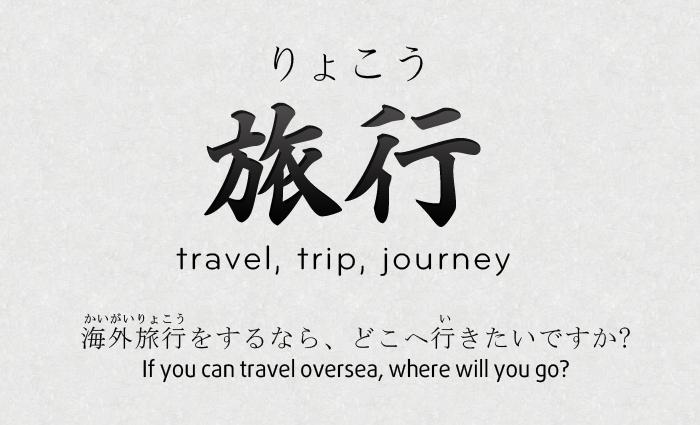 りょこう
旅行
travel, trip, journey
かいがいりょこう い
海外旅行をするなら、どこへ行きたいですか?
If you can travel oversea, where will you go?